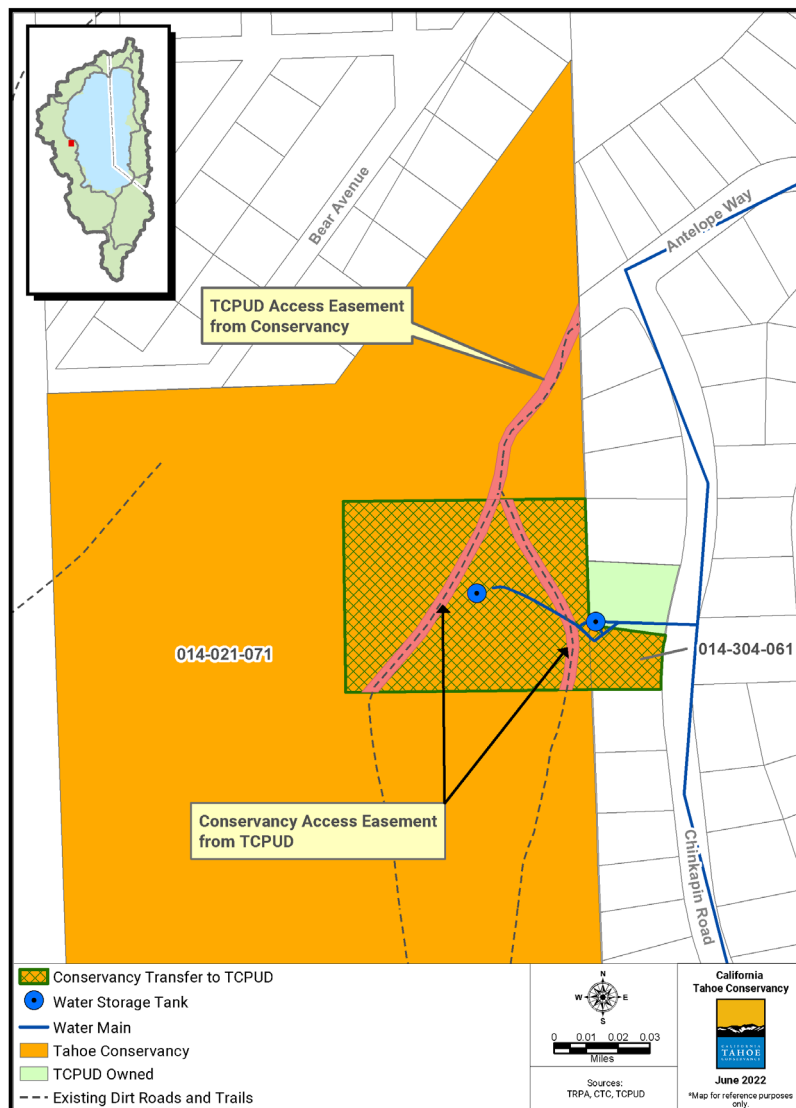 Bear Avenue
Antelope Way
TCPUD Access Easement
from Conservancy
014-021-071
014-304-061
Conservancy Access Easement
from TCPUD
Chinkapin Road
Conservancy Transfer to TCPUD
Water Storage Tank
Water Main
Tahoe Conservancy
TCPUD Owned
Existing Dirt Roads and Trails
N
W E
S
0 0.01 0.02 0.03
Miles
Sources:
TRPA, CTC, TCPUD
California
Tahoe Conservancy
CALIFORNIA
TAHOE
CONSERVANCY
June 2022
*Map for reference purposes
only.